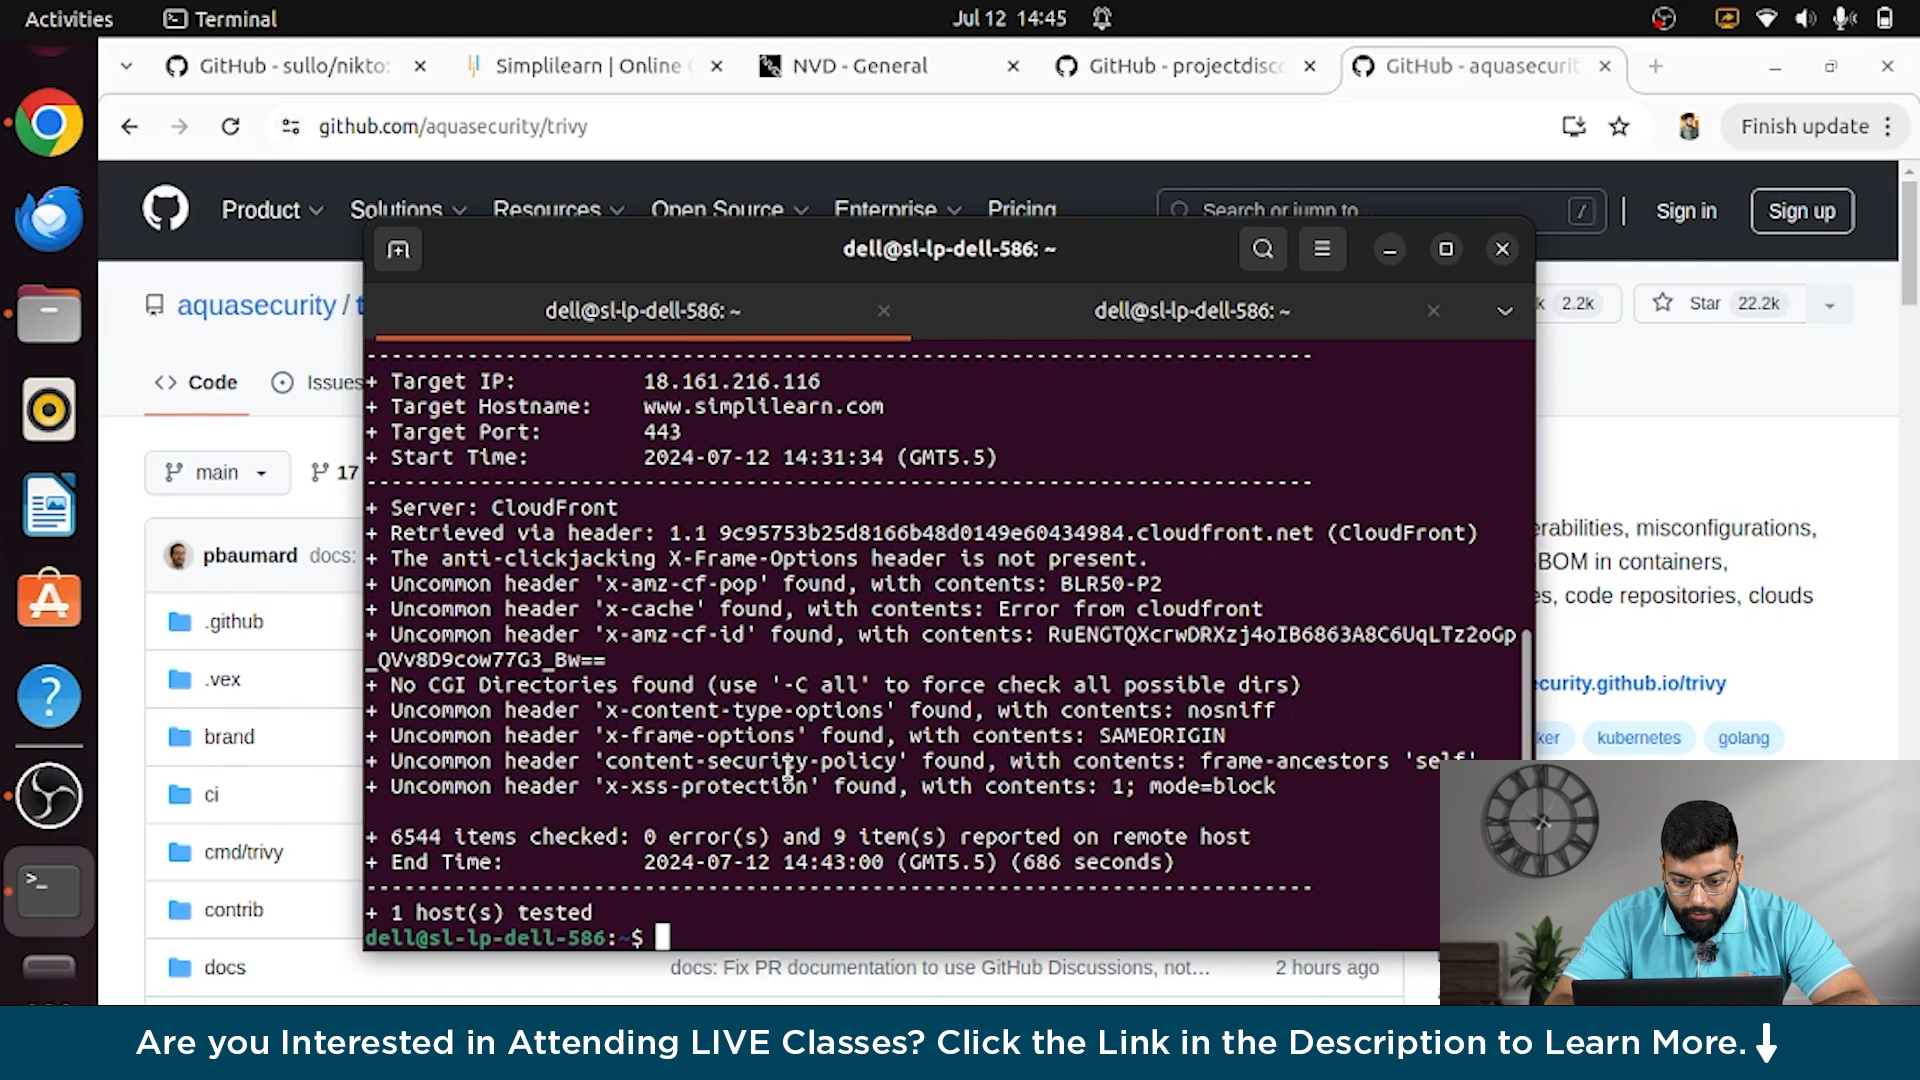 Activities
Terminal
Jul 12 14:45
GitHub - sullo/nikto:
Simplilearn | Online
NVD - General
GitHub - projectdisc
GitHub - aquasecurit
github.com/aquasecurity/trivy
Finish update
Product
Solutions
Resources
Open Source
Enterprise
Pricing
Search or jump to...
/
Sign in
Sign up
dell@sl-lp-dell-586: ~
aquasecurity / t
dell@sl-lp-dell-586: ~
dell@sl-lp-dell-586: ~
k 2.2k
Star 22.2k
Code
Issues
+ Target IP: 18.161.216.116
+ Target Hostname: www.simplilearn.com
+ Target Port: 443
+ Start Time: 2024-07-12 14:31:34 (GMT5.5)
main
17
+ Server: CloudFront
+ Retrieved via header: 1.1 9c95753b25d8166b48d0149e60434984.cloudfront.net (CloudFront)
+ The anti-clickjacking X-Frame-Options header is not present.
+ Uncommon header 'x-amz-cf-pop' found, with contents: BLR50-P2
+ Uncommon header 'x-cache' found, with contents: Error from cloudfront
+ Uncommon header 'x-amz-cf-id' found, with contents: RuENGTQXcrwDRXzj4oIB6863A8C6UqLTz2oGp
_QVv8D9cow77G3_Bw==
+ No CGI Directories found (use '-C all' to force check all possible dirs)
+ Uncommon header 'x-content-type-options' found, with contents: nosniff
+ Uncommon header 'x-frame-options' found, with contents: SAMEORIGIN
+ Uncommon header 'content-security-policy' found, with contents: frame-ancestors 'self'
+ Uncommon header 'x-xss-protection' found, with contents: 1; mode=block
+ 6544 items checked: 0 error(s) and 9 item(s) reported on remote host
+ End Time: 2024-07-12 14:43:00 (GMT5.5) (686 seconds)
+ 1 host(s) tested
dell@sl-lp-dell-586:~$
erabilities, misconfigurations,
SBOM in containers,
es, code repositories, clouds
curity.github.io/trivy
ker
kubernetes
golang
pbaumard docs:
.github
.vex
brand
ci
cmd/trivy
contrib
docs
docs: Fix PR documentation to use GitHub Discussions, not...
2 hours ago
Are you Interested in Attending LIVE Classes? Click the Link in the Description to Learn More.